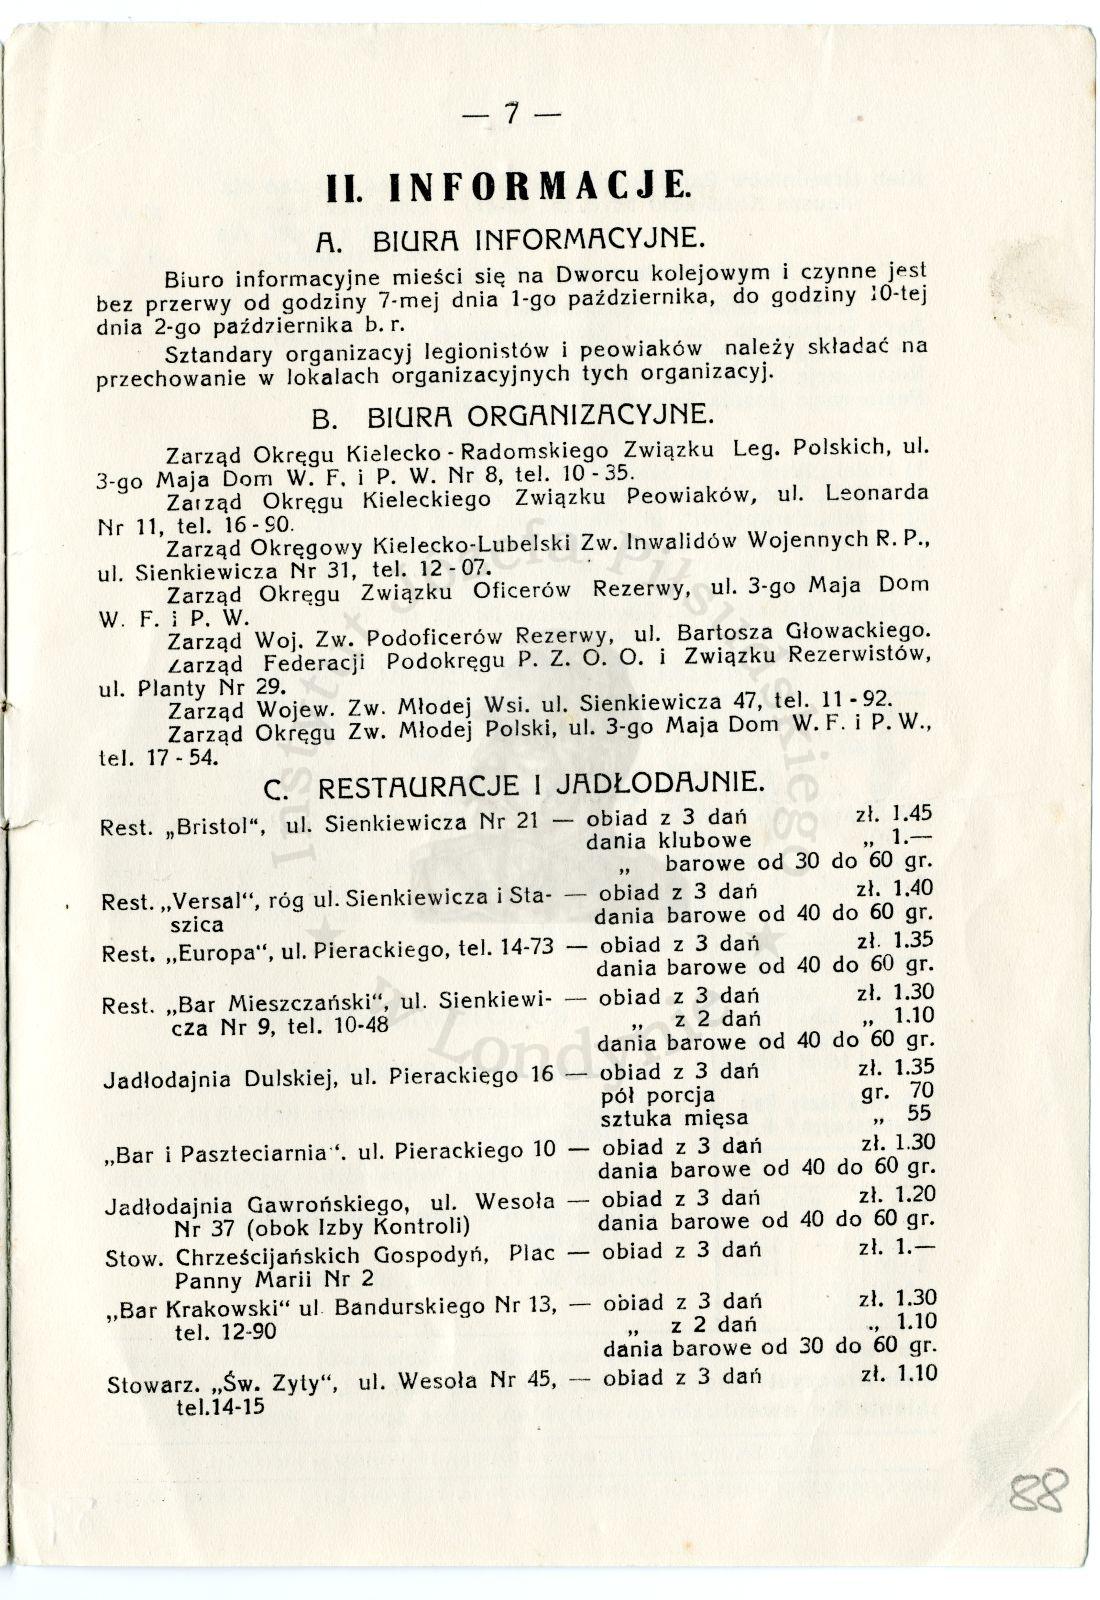 — 7 —
II. INFORMACJE.
A. BIURA INFORMACYJNE.
Biuro informacyjne mieści się na Dworcu kolejowym i czynne jest
bez przerwy od godziny 7-mej dnia 1-go października, do godziny 10-tej
dnia 2-go października b. r.
Sztandary organizacyj legionistów i peowiaków należy składać na
przechowanie w lokalach organizacyjnych tych organizacyj.
B. BIURA ORGANIZACYJNE.
Zarząd Okręgu Kielecko - Radomskiego Związku Leg. Polskich, ul.
3-go Maja Dom W. F. i P. W. Nr 8, tel. 10 - 35.
Zarząd Okręgu Kieleckiego Związku Peowiaków, ul. Leonarda
Nr 11, tel. 16 - 90.
Zarząd Okręgowy Kielecko-Lubelski Zw. Inwalidów Wojennych R. P.,
ul. Sienkiewicza Nr 31, tel. 12 - 07.
Zarząd Okręgu Związku Oficerów Rezerwy, ul. 3-go Maja Dom
W. F. i P. W.
Zarząd Woj. Zw. Podoficerów Rezerwy, ul. Bartosza Głowackiego.
Zarząd Federacji Podokręgu P. Z. O. O. i Związku Rezerwistów,
ul. Planty Nr 29.
Zarząd Wojew. Zw. Młodej Wsi. ul. Sienkiewicza 47, tel. 11 - 92.
Zarząd Okręgu Zw. Młodej Polski, ul. 3-go Maja Dom W. F. i P. W.,
tel. 17 - 54.
C. RESTAURACJE I JADŁODAJNIE.
Rest. „Bristol“, ul. Sienkiewicza Nr 21 — obiad z 3 dań zł. 1.45
dania klubowe „ 1.—
„ barowe od 30 do 60 gr.
Rest. „Versal“, róg ul. Sienkiewicza i Sta- — obiad z 3 dań zł. 1.40
szica dania barowe od 40 do 60 gr.
Rest. „Europa“, ul. Pierackiego, tel. 14-73 — obiad z 3 dań zł. 1.35
dania barowe od 40 do 60 gr.
Rest. „Bar Mieszczański“, ul. Sienkiewi- — obiad z 3 dań zł. 1.30
cza Nr 9, tel. 10-48 „ z 2 dań „ 1.10
dania barowe od 40 do 60 gr.
Jadłodajnia Dulskiej, ul. Pierackiego 16 — obiad z 3 dań zł. 1.35
pół porcja gr. 70
sztuka mięsa „ 55
„Bar i Paszteciarnia“. ul. Pierackiego 10 — obiad z 3 dań zł. 1.30
dania barowe od 40 do 60 gr.
Jadłodajnia Gawrońskiego, ul. Wesoła — obiad z 3 dań zł. 1.20
Nr 37 (obok Izby Kontroli) dania barowe od 40 do 60 gr.
Stow. Chrześcijańskich Gospodyń, Plac — obiad z 3 dań zł. 1.—
Panny Marii Nr 2
„Bar Krakowski“ ul. Bandurskiego Nr 13, — obiad z 3 dań zł. 1.30
tel. 12-90 „ z 2 dań „ 1.10
dania barowe od 30 do 60 gr.
Stowarz. „Św. Zyty“, ul. Wesoła Nr 45, — obiad z 3 dań zł. 1.10
tel.14-15
88
Instytut Józefa Piłsudskiego
w Londynie